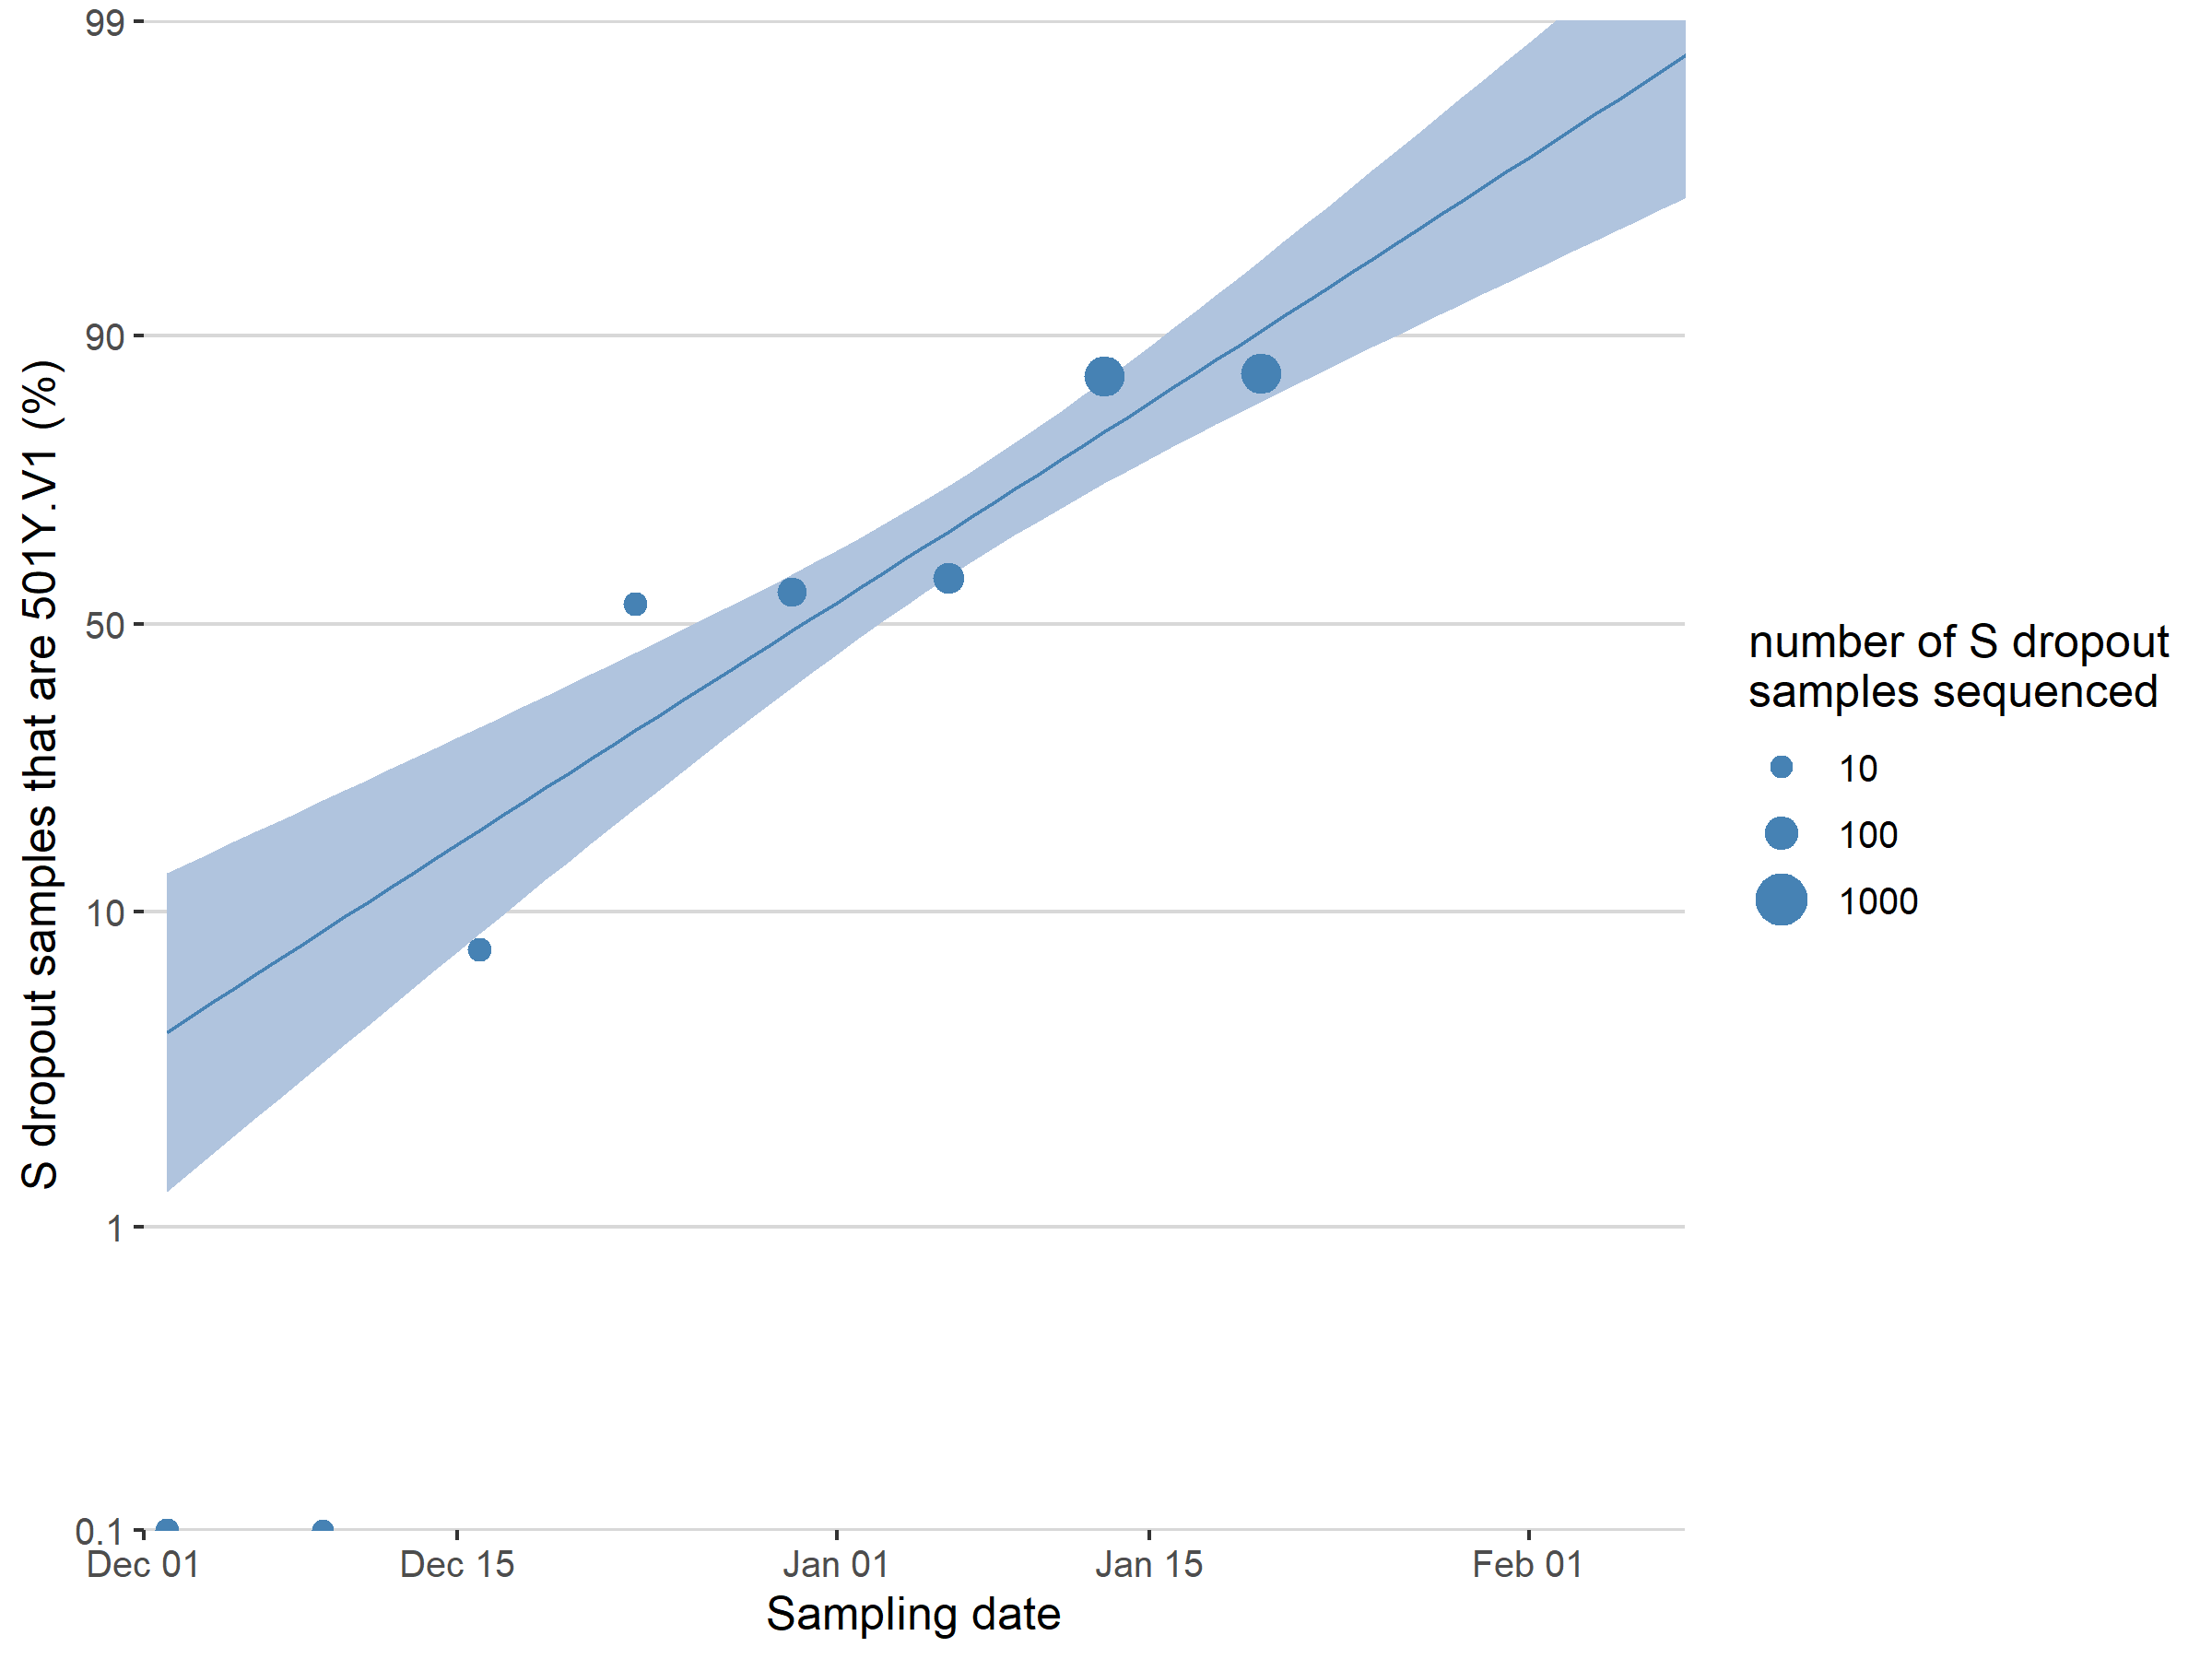 99
90
50
10
1
0.1
S dropout samples that are 501Y.V1 (%)
Dec 01
Dec 15
Jan 01
Jan 15
Feb 01
Sampling date
number of S dropout
samples sequenced
10
100
1000